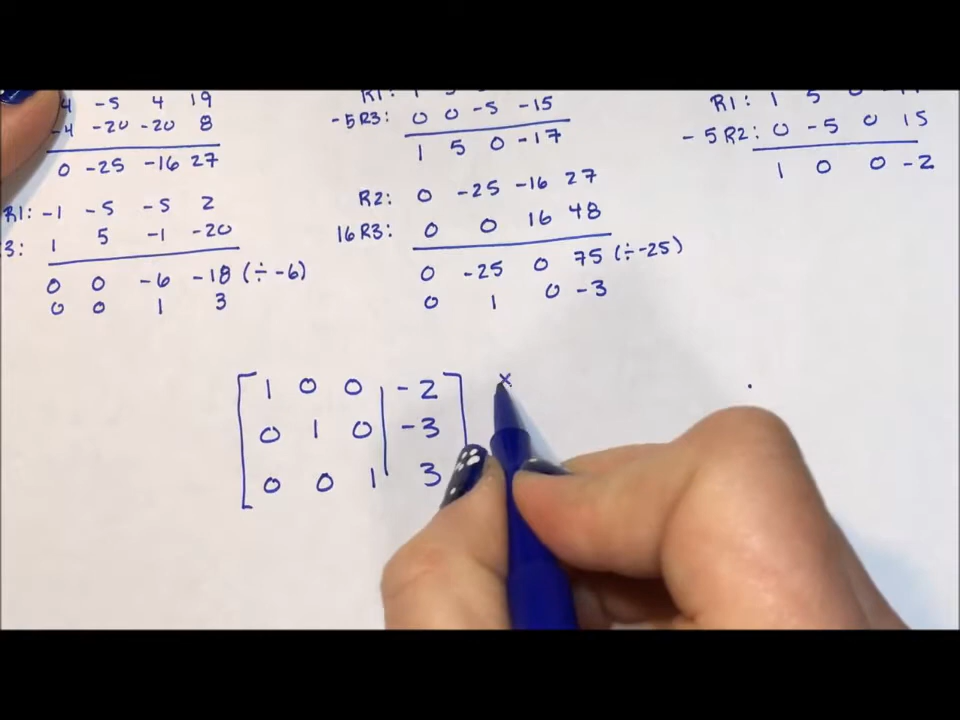 4 -5 4 19
-4 -20 -20 8
0 -25 -16 27
R1: -1 -5 -5 2
3: 1 5 -1 -20
0 0 -6 -18 (÷ -6)
0 0 1 3
R1: 1
-5R3: 0 0 -5 -15
1 5 0 -17
R2: 0 -25 -16 27
16R3: 0 0 16 48
0 -25 0 75 (÷ -25)
0 1 0 -3
R1: 1 5 0
-5R2: 0 -5 0 15
1 0 0 -2
1 0 0 -2 x
0 1 0 -3
0 0 1 3